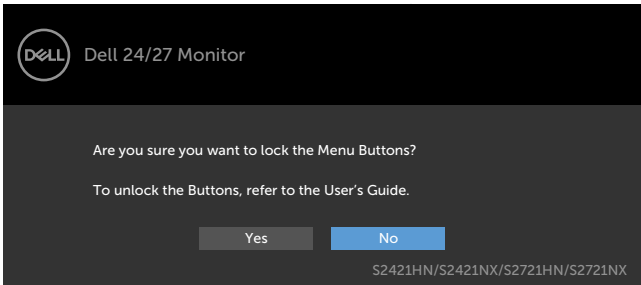 DELL
Dell 24/27 Monitor
Are you sure you want to lock the Menu Buttons?
To unlock the Buttons, refer to the User's Guide.
Yes No
S2421HN/S2421NX/S2721HN/S2721NX